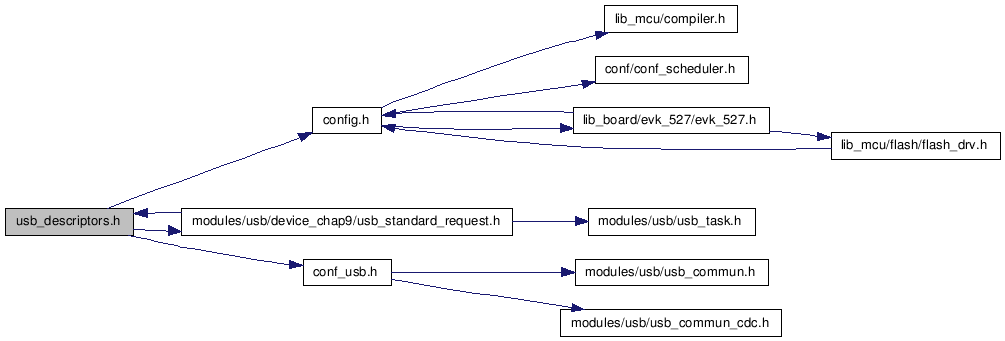 lib_mcu/compiler.h
conf/conf_scheduler.h
config.h
lib_board/evk_527/evk_527.h
lib_mcu/flash/flash_drv.h
usb_descriptors.h
modules/usb/device_chap9/usb_standard_request.h
modules/usb/usb_task.h
conf_usb.h
modules/usb/usb_commun.h
modules/usb/usb_commun_cdc.h